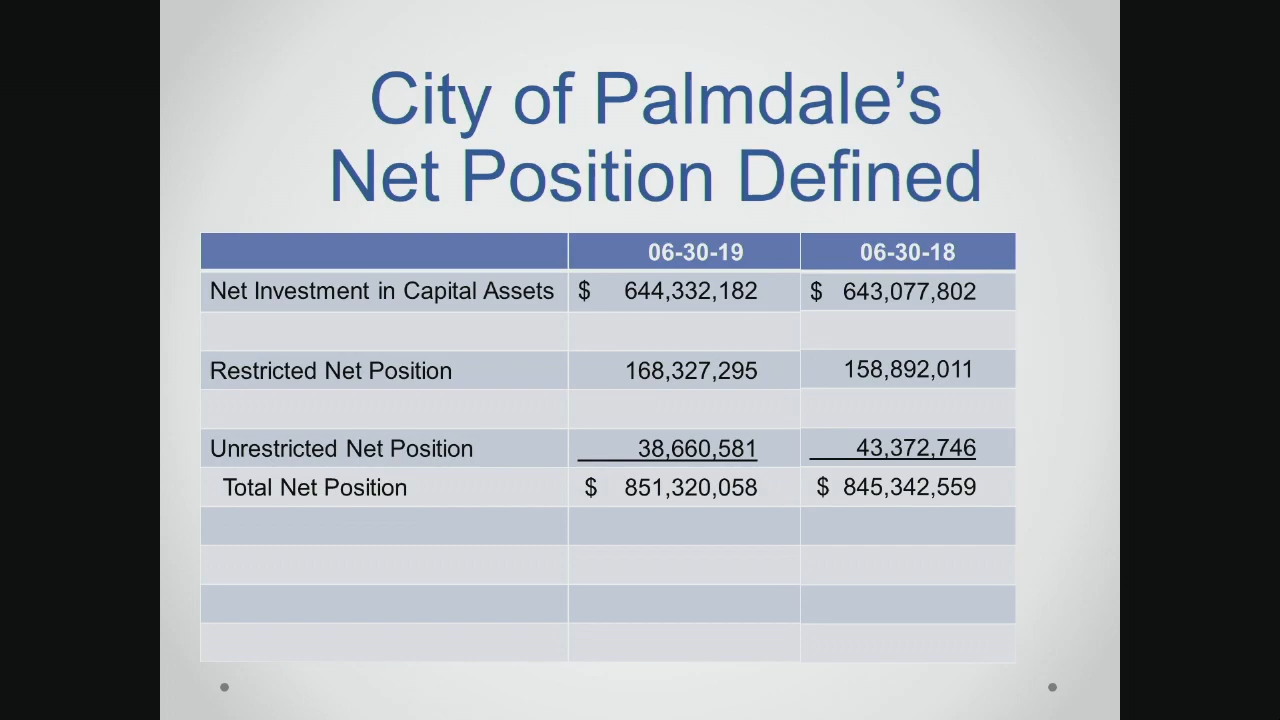 City of Palmdale’s
Net Position Defined
06-30-19 06-30-18
Net Investment in Capital Assets $ 644,332,182 $ 643,077,802
Restricted Net Position 168,327,295 158,892,011
Unrestricted Net Position 38,660,581 43,372,746
Total Net Position $ 851,320,058 $ 845,342,559